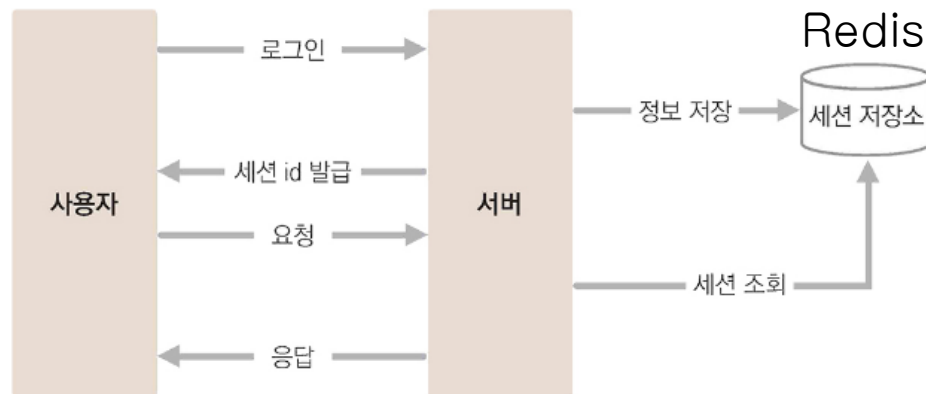 Redis
로그인
정보 저장
세션 저장소
세션 id 발급
사용자
서버
요청
세션 조회
응답